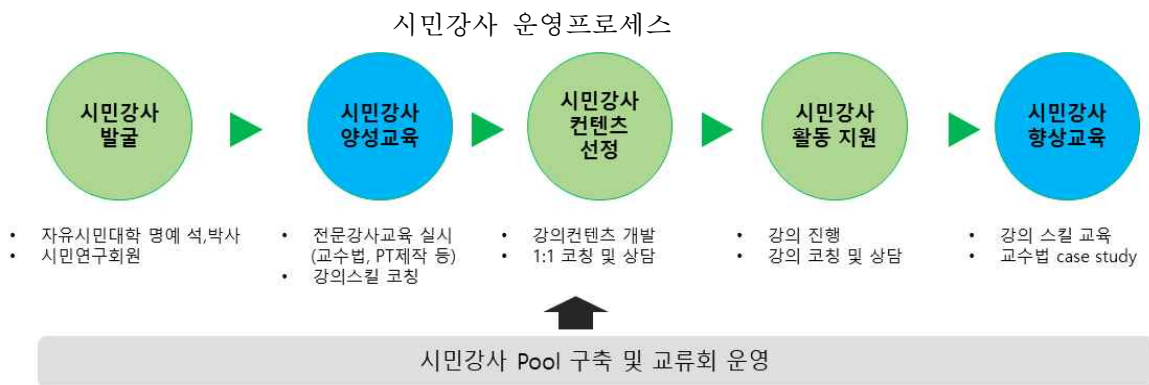 시민강사 운영프로세스
시민강사
발굴
시민강사
양성교육
시민강사
컨텐츠
선정
시민강사
활동 지원
시민강사
향상교육
• 자유시민대학 명예 석,박사
• 시민연구회원
• 전문강사교육 실시
(교수법, PT제작 등)
• 강의스킬 코칭
• 강의컨텐츠 개발
• 1:1 코칭 및 상담
• 강의 진행
• 강의 코칭 및 상담
• 강의 스킬 교육
• 교수법 case study
시민강사 Pool 구축 및 교류회 운영